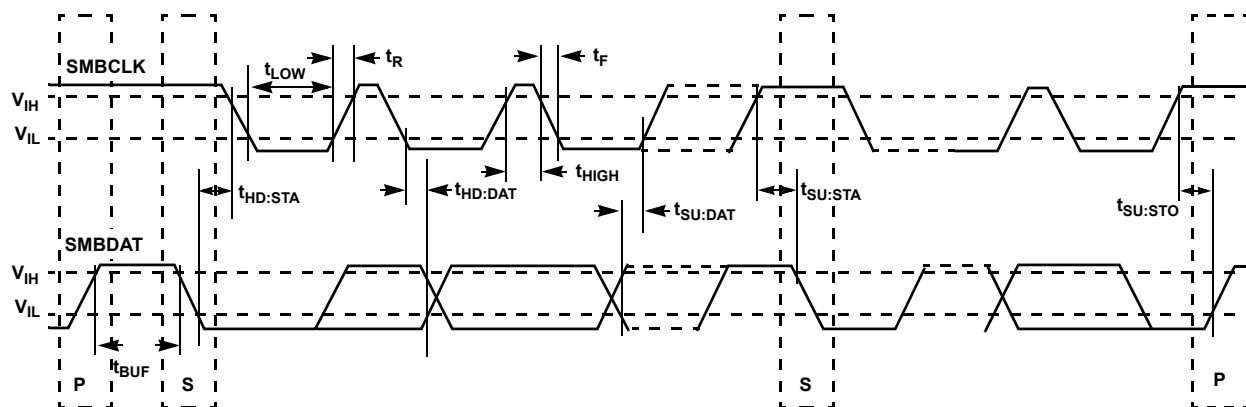 SMBCLK
tLOW
tR
tF
VIH
VIL
tHD:STA
tHD:DAT
tHIGH
tSU:DAT
tSU:STA
tSU:STO
SMBDAT
VIH
VIL
tBUF
P
S
S
P